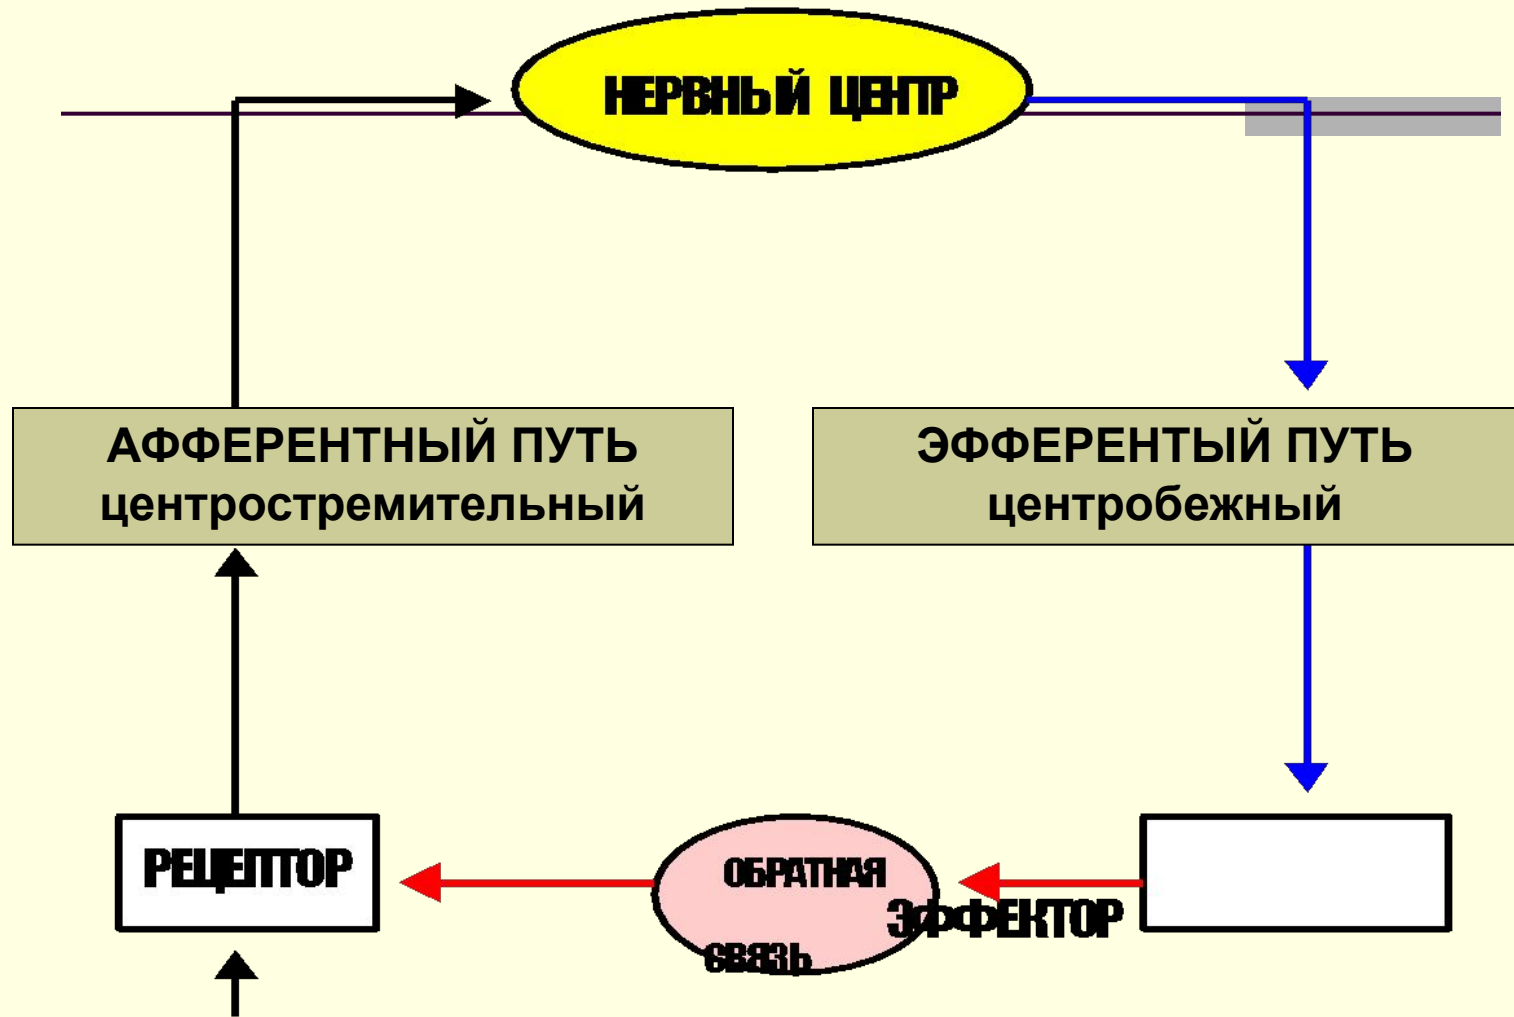 НЕРВНЫЙ ЦЕНТР
АФФЕРЕНТНЫЙ ПУТЬ
центростремительный
ЭФФЕРЕНТЫЙ ПУТЬ
центробежный
РЕЦЕПТОР
ОБРАТНАЯ
СВЯЗЬ
ЭФФЕКТОР